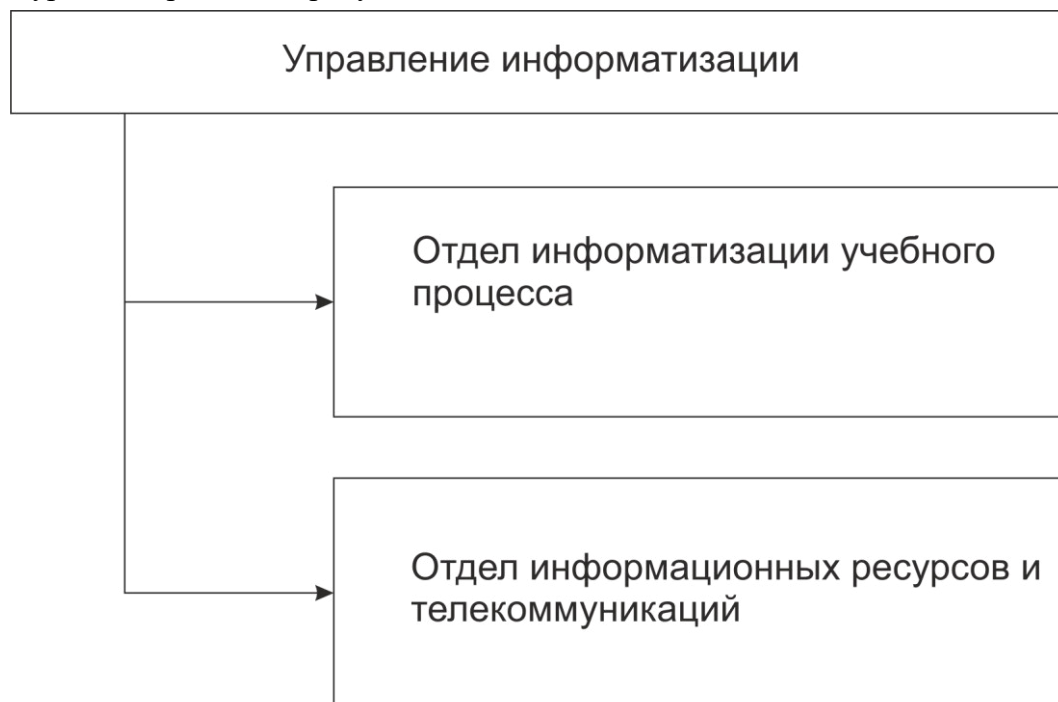 Управление информатизации
Отдел информатизации учебного
процесса
Отдел информационных ресурсов и
телекоммуникаций